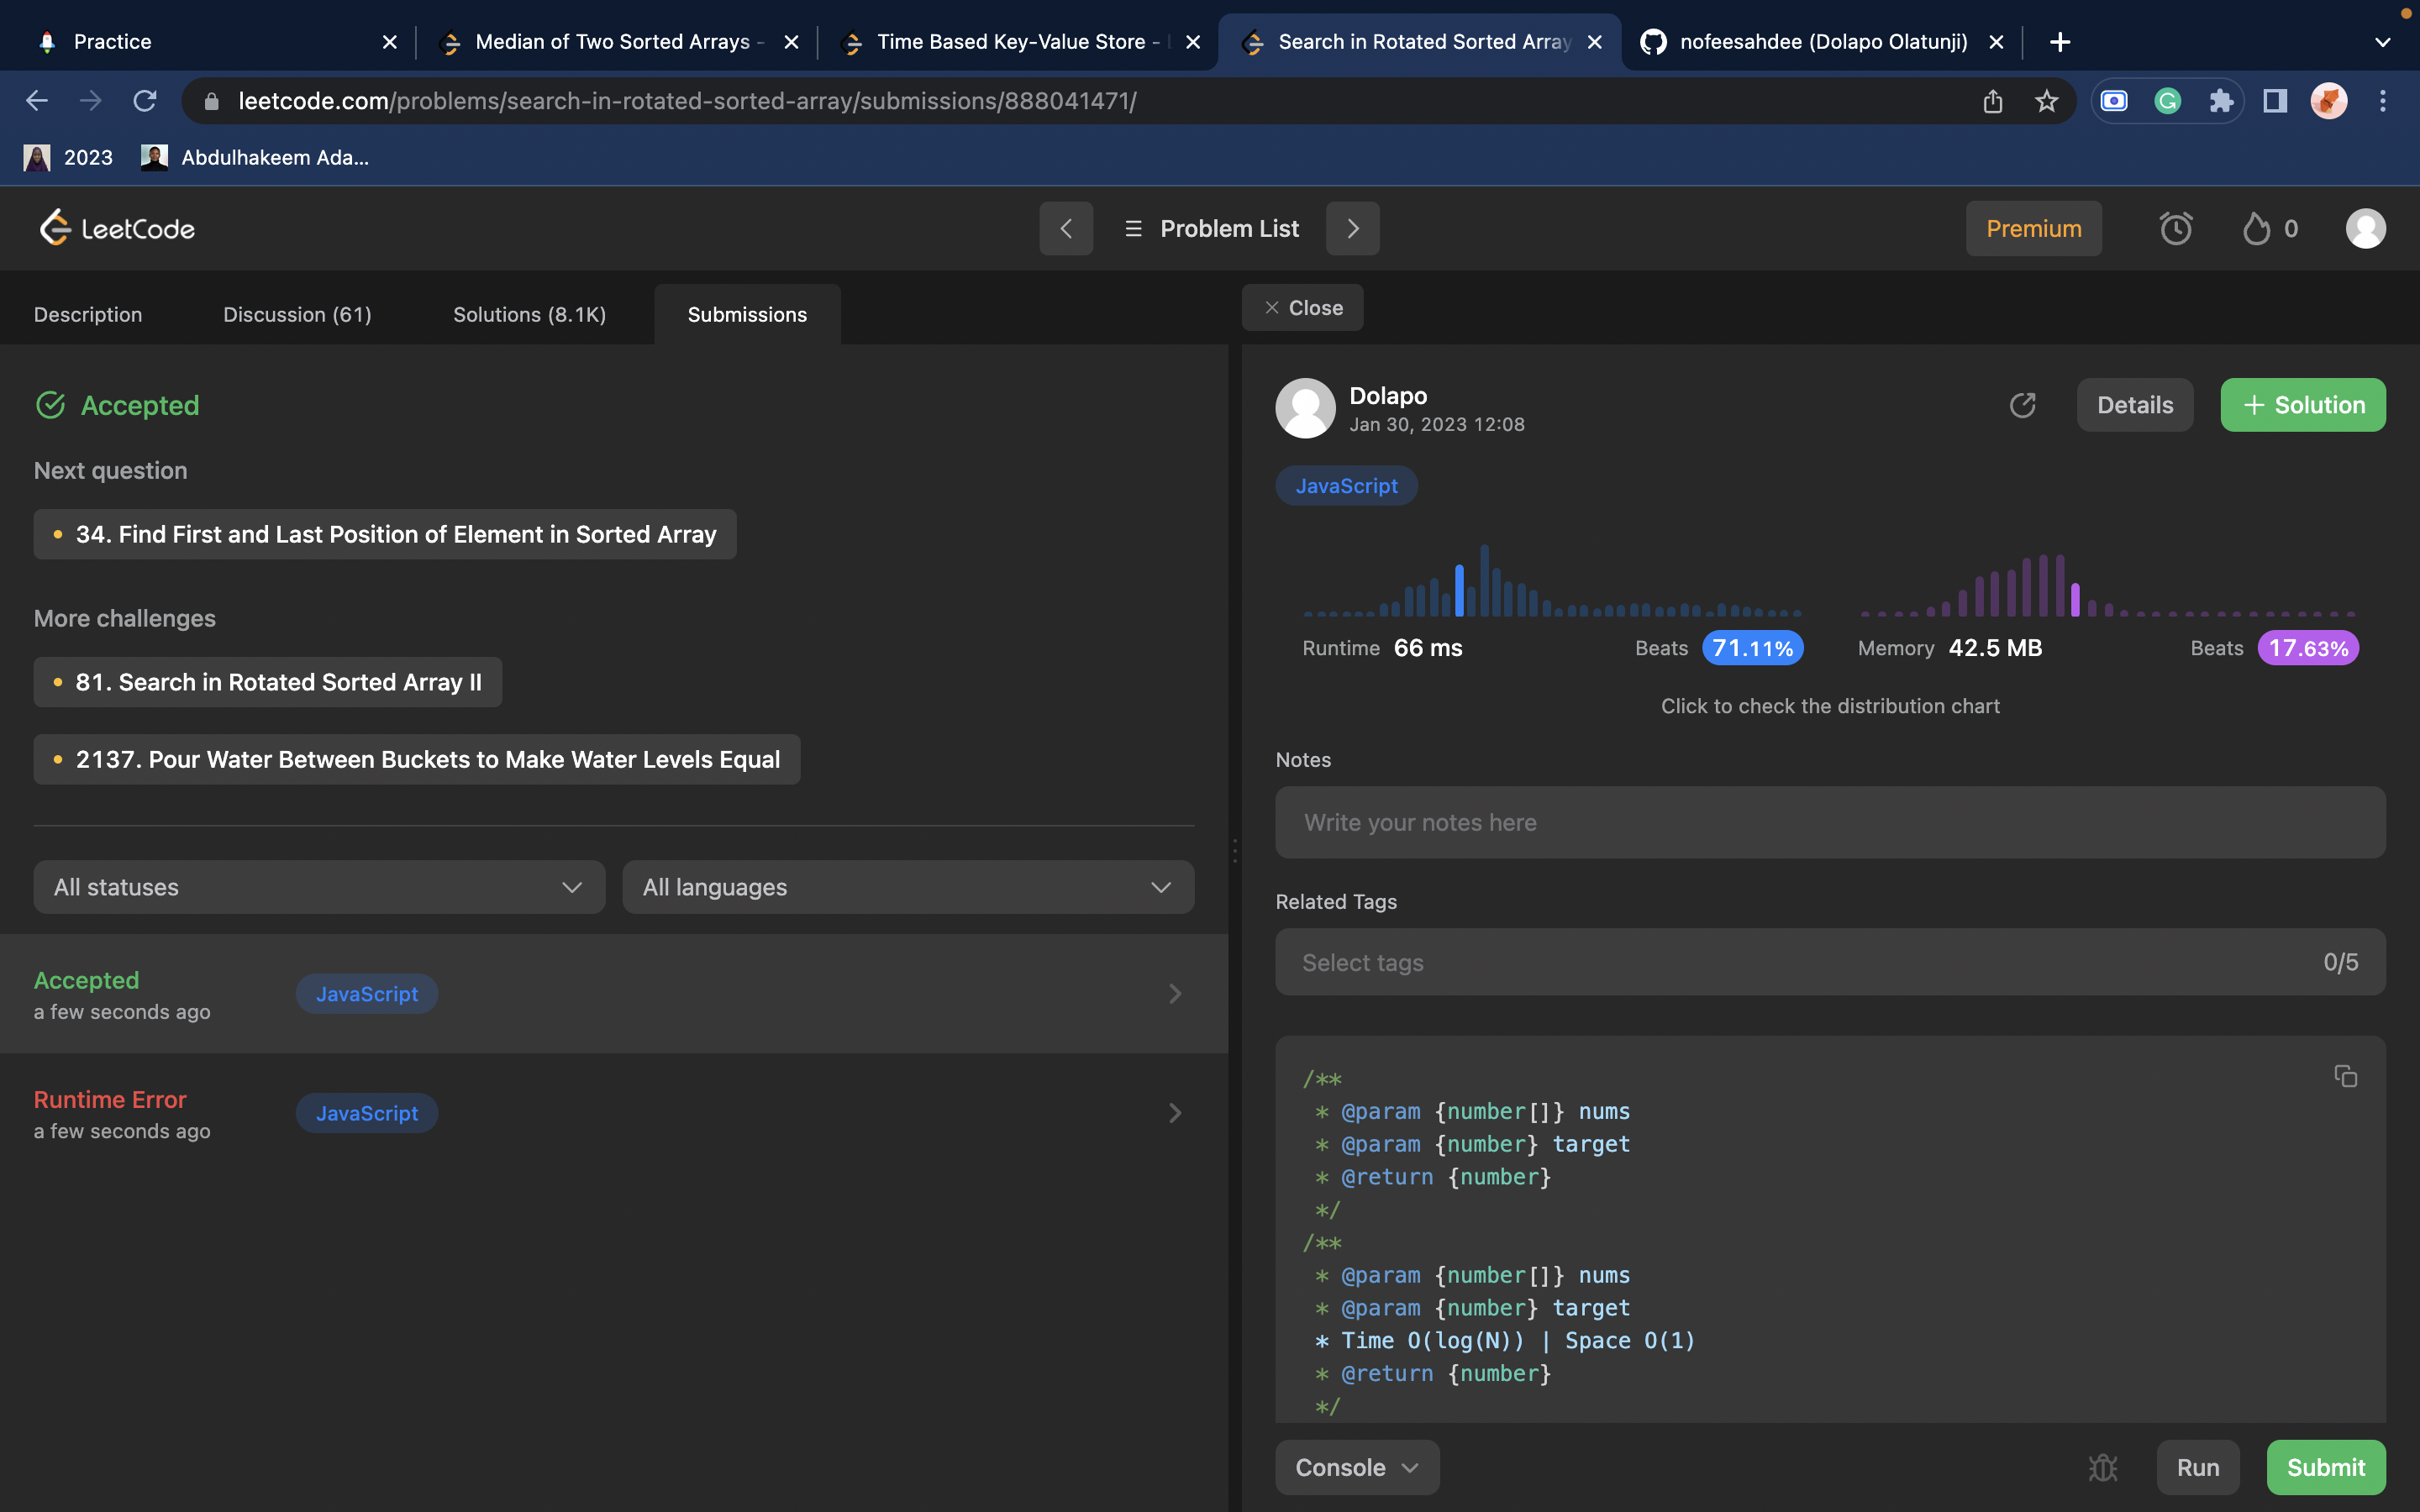 Practice
Median of Two Sorted Arrays -
Time Based Key-Value Store -
Search in Rotated Sorted Array
nofeesahdee (Dolapo Olatunji)
leetcode.com/problems/search-in-rotated-sorted-array/submissions/888041471/
2023
Abdulhakeem Ada...
LeetCode
Problem List
Premium
0
Description
Discussion (61)
Solutions (8.1K)
Submissions
Close
Accepted
Next question
34. Find First and Last Position of Element in Sorted Array
More challenges
81. Search in Rotated Sorted Array II
2137. Pour Water Between Buckets to Make Water Levels Equal
All statuses
All languages
Accepted
a few seconds ago
JavaScript
Runtime Error
a few seconds ago
JavaScript
Dolapo
Jan 30, 2023 12:08
Details
+ Solution
JavaScript
Runtime 66 ms
Beats 71.11%
Memory 42.5 MB
Beats 17.63%
Click to check the distribution chart
Notes
Write your notes here
Related Tags
Select tags
0/5
/**
* @param {number[]} nums
* @param {number} target
* @return {number}
*/
/**
* @param {number[]} nums
* @param {number} target
* Time O(log(N)) | Space O(1)
* @return {number}
*/
Console
Run
Submit